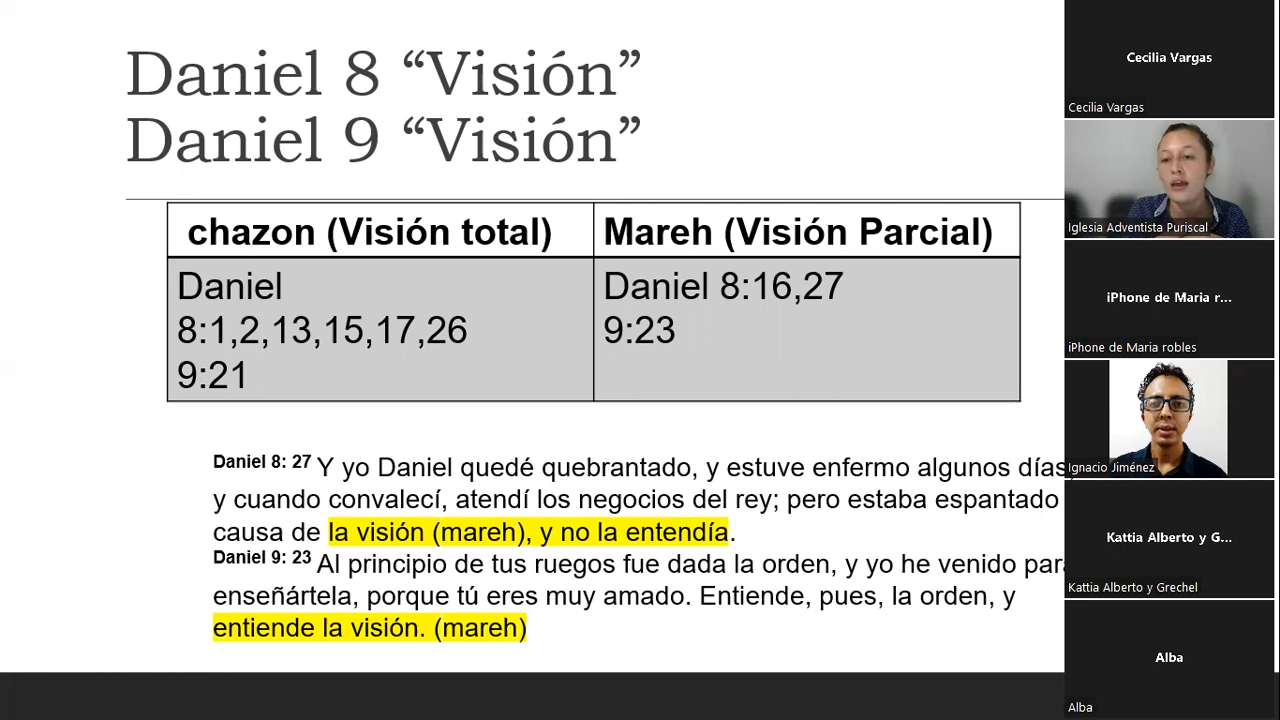 Daniel 8 “Visión”
Daniel 9 “Visión”
chazon (Visión total)
Mareh (Visión Parcial)
Daniel
8:1,2,13,15,17,26
9:21
Daniel 8:16,27
9:23
Daniel 8: 27 Y yo Daniel quedé quebrantado, y estuve enfermo algunos días,
y cuando convalecí, atendí los negocios del rey; pero estaba espantado
causa de la visión (mareh), y no la entendía.
Daniel 9: 23 Al principio de tus ruegos fue dada la orden, y yo he venido para
enseñártela, porque tú eres muy amado. Entiende, pues, la orden, y
entiende la visión. (mareh)
Cecilia Vargas
Cecilia Vargas
Iglesia Adventista Puriscal
iPhone de Maria r...
iPhone de Maria robles
Ignacio Jiménez
Kattia Alberto y G...
Kattia Alberto y Grechel
Alba
Alba